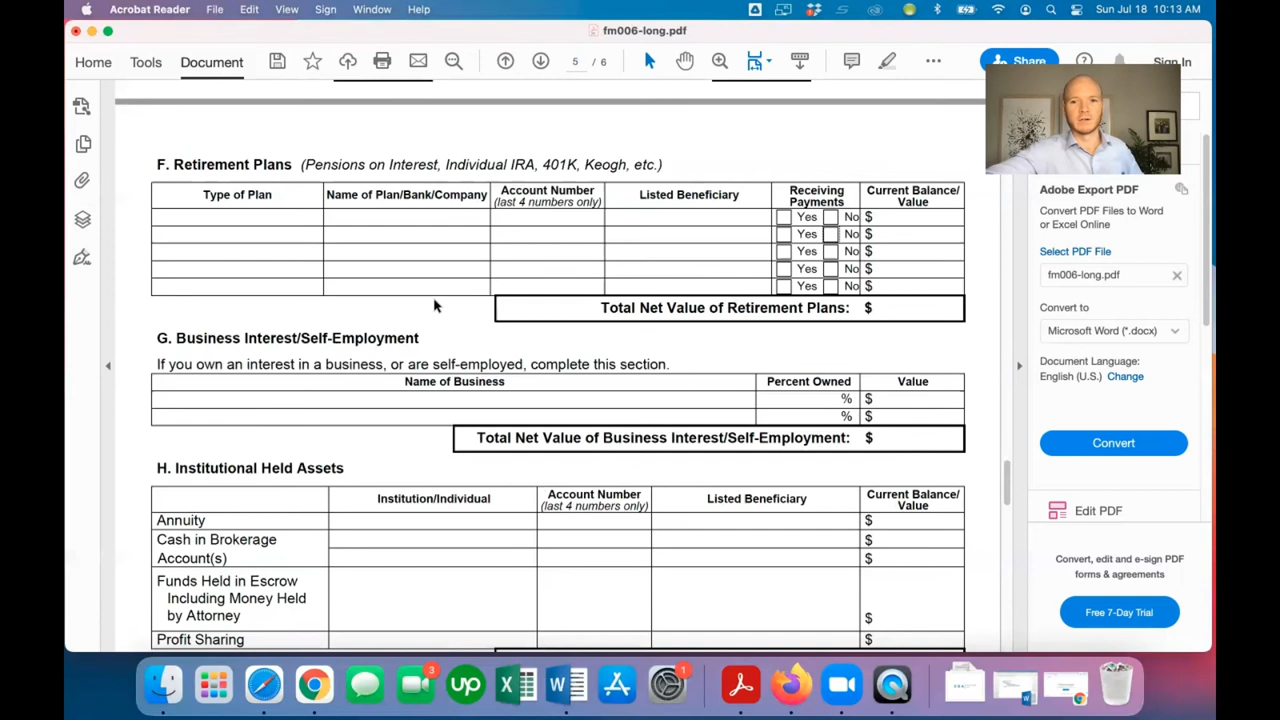 Acrobat Reader File Edit View Sign Window Help Sun Jul 18 10:13 AM
fm006-long.pdf
Home Tools Document 5 / 6 Share Sign In
F. Retirement Plans (Pensions on Interest, Individual IRA, 401K, Keogh, etc.)
Type of Plan Name of Plan/Bank/Company Account Number (last 4 numbers only) Listed Beneficiary Receiving Payments Current Balance/ Value
Yes No $
Yes No $
Yes No $
Yes No $
Yes No $
Total Net Value of Retirement Plans: $
G. Business Interest/Self-Employment
If you own an interest in a business, or are self-employed, complete this section.
Name of Business Percent Owned Value
% $
% $
Total Net Value of Business Interest/Self-Employment: $
H. Institutional Held Assets
Institution/Individual Account Number (last 4 numbers only) Listed Beneficiary Current Balance/ Value
Annuity $
Cash in Brokerage $
Account(s) $
Funds Held in Escrow
Including Money Held
by Attorney $
Profit Sharing $
Adobe Export PDF
Convert PDF Files to Word
or Excel Online
Select PDF File
fm006-long.pdf
Convert to
Microsoft Word (*.docx)
Document Language:
English (U.S.) Change
Convert
Edit PDF
Convert, edit and e-sign PDF
forms & agreements
Free 7-Day Trial
3
up
1